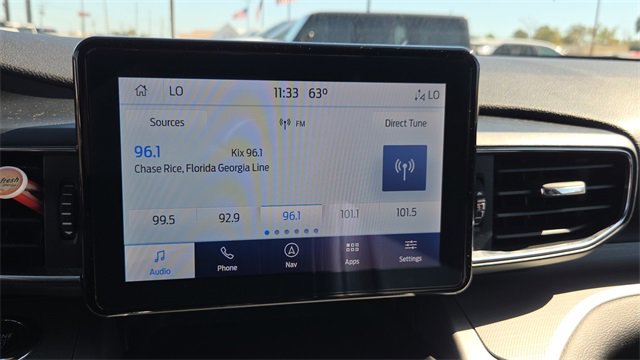 LO 11:33 63° LO
Sources FM Direct Tune
96.1 Kix 96.1
Chase Rice, Florida Georgia Line
99.5 92.9 96.1 101.1 101.5
Audio Phone Nav Apps Settings
fresh